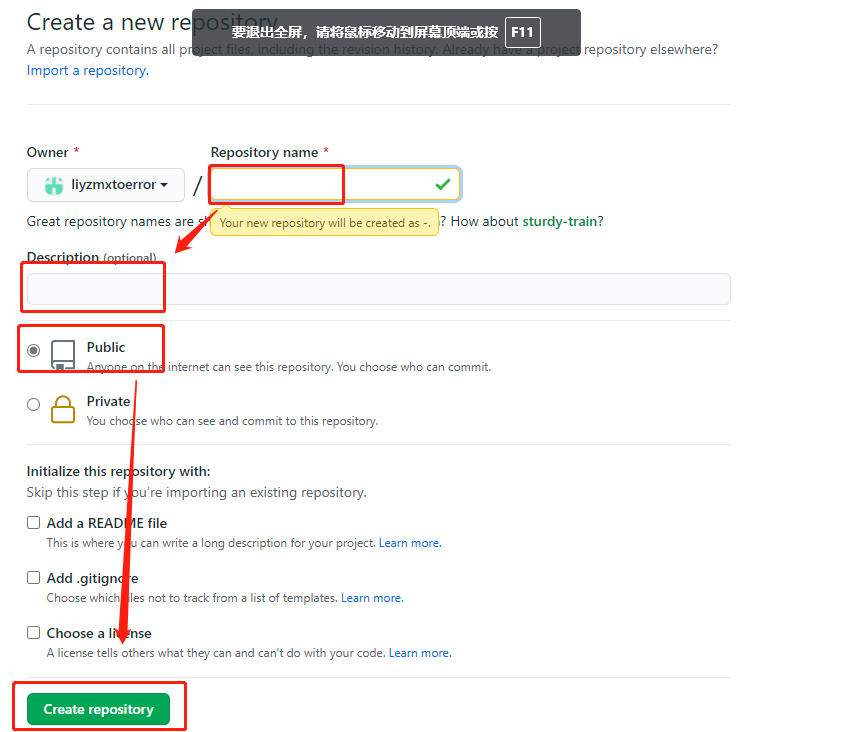 Create a new repository
要退出全屏，请将鼠标移动到屏幕顶端或按 F11
A repository contains all project files, including the revision history. Already have a project repository elsewhere?
Import a repository.
Owner *
Repository name *
liyzmxtoerror
/
Great repository names are sh
? How about sturdy-train?
Your new repository will be created as -.
Description (optional)
Public
Anyone on the internet can see this repository. You choose who can commit.
Private
You choose who can see and commit to this repository.
Initialize this repository with:
Skip this step if you're importing an existing repository.
Add a README file
This is where you can write a long description for your project. Learn more.
Add .gitignore
Choose which files not to track from a list of templates. Learn more.
Choose a license
A license tells others what they can and can't do with your code. Learn more.
Create repository